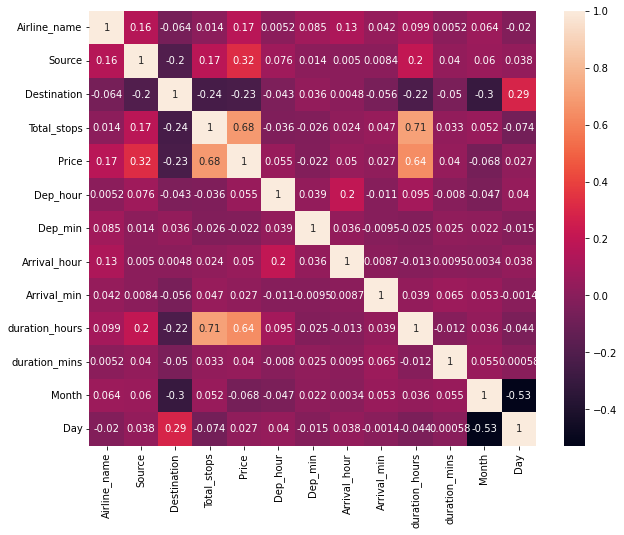 Airline_name 1 0.16 -0.064 0.014 0.17 0.0052 0.085 0.13 0.042 0.099 0.0052 0.064 -0.02
Source 0.16 1 -0.2 0.17 0.32 0.076 0.014 0.005 0.0084 0.2 0.04 0.06 0.038
Destination -0.064 -0.2 1 -0.24 -0.23 -0.043 0.036 0.0048 -0.056 -0.22 -0.05 -0.3 0.29
Total_stops 0.014 0.17 -0.24 1 0.68 -0.036 -0.026 0.024 0.047 0.71 0.033 0.052 -0.074
Price 0.17 0.32 -0.23 0.68 1 0.055 -0.022 0.05 0.027 0.64 0.04 -0.068 0.027
Dep_hour 0.0052 0.076 -0.043 -0.036 0.055 1 0.039 0.2 -0.011 0.095 -0.008 -0.047 0.04
Dep_min 0.085 0.014 0.036 -0.026 -0.022 0.039 1 0.036 -0.0095 -0.025 0.025 0.022 -0.015
Arrival_hour 0.13 0.005 0.0048 0.024 0.05 0.2 0.036 1 0.0087 -0.013 0.0095 0.0034 0.038
Arrival_min 0.042 0.0084 -0.056 0.047 0.027 -0.011 -0.0095 0.0087 1 0.039 0.065 0.053 -0.0014
duration_hours 0.099 0.2 -0.22 0.71 0.64 0.095 -0.025 -0.013 0.039 1 -0.012 0.036 -0.044
duration_mins 0.0052 0.04 -0.05 0.033 0.04 -0.008 0.025 0.0095 0.065 -0.012 1 0.055 0.00058
Month 0.064 0.06 -0.3 0.052 -0.068 -0.047 0.022 0.0034 0.053 0.036 0.055 1 -0.53
Day -0.02 0.038 0.29 -0.074 0.027 0.04 -0.015 0.038 -0.0014 -0.044 0.00058 -0.53 1
Airline_name Source Destination Total_stops Price Dep_hour Dep_min Arrival_hour Arrival_min duration_hours duration_mins Month Day
1.0
0.8
0.6
0.4
0.2
0.0
−0.2
−0.4